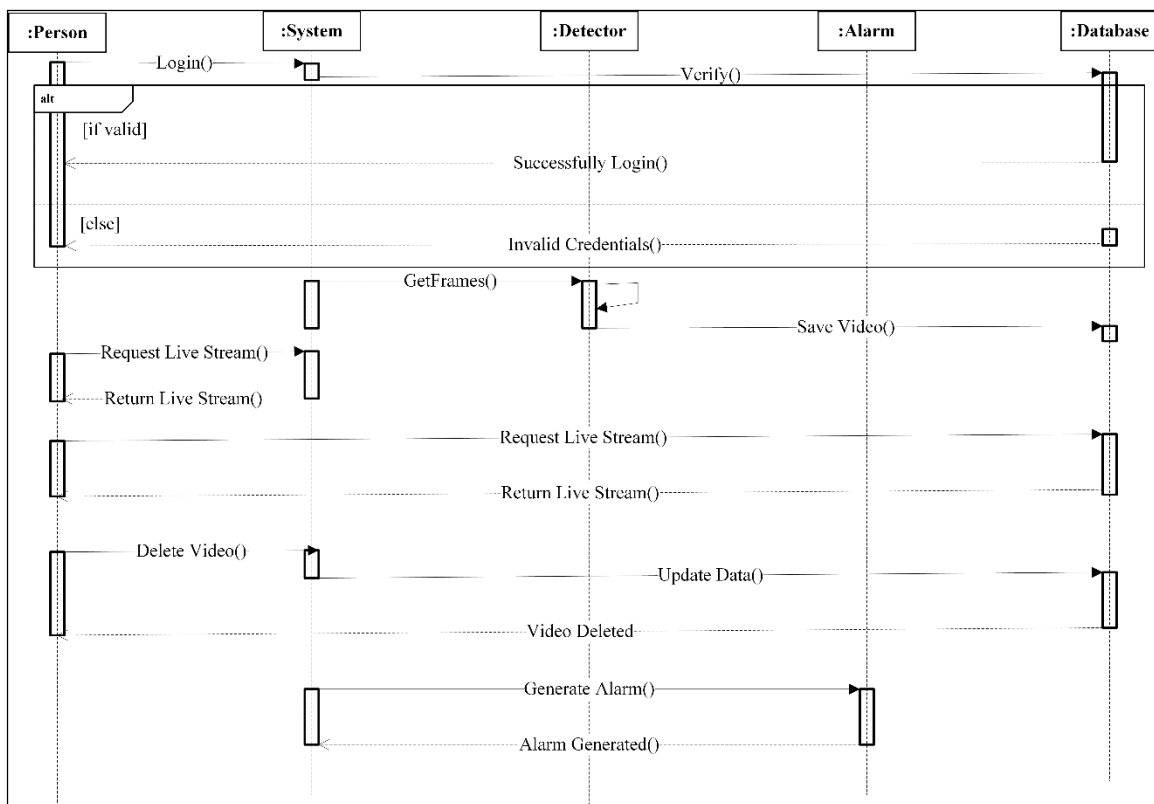 :Person
:System
:Detector
:Alarm
:Database
Login()
Verify()
alt
[if valid]
Successfully Login()
[else]
Invalid Credentials()
GetFrames()
Save Video()
Request Live Stream()
Return Live Stream()
Request Live Stream()
Return Live Stream()
Delete Video()
Update Data()
Video Deleted
Generate Alarm()
Alarm Generated()